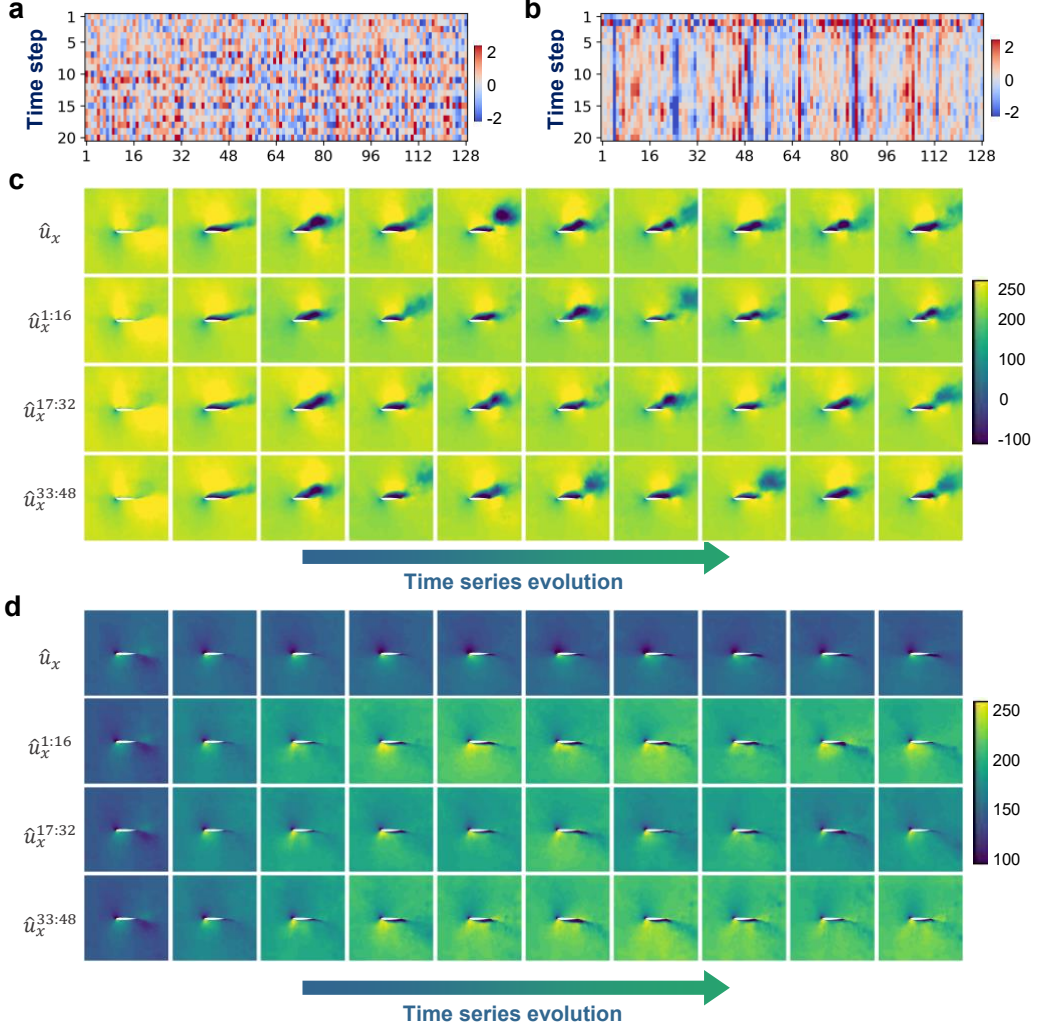 a
b
Time step
1
5
10
15
20
1 16 32 48 64 80 96 112 128
2
0
-2
Time step
1
5
10
15
20
1 16 32 48 64 80 96 112 128
2
0
-2
c
û_x
û_x^{1:16}
û_x^{17:32}
û_x^{33:48}
250
200
100
0
-100
Time series evolution
d
û_x
û_x^{1:16}
û_x^{17:32}
û_x^{33:48}
250
200
150
100
Time series evolution